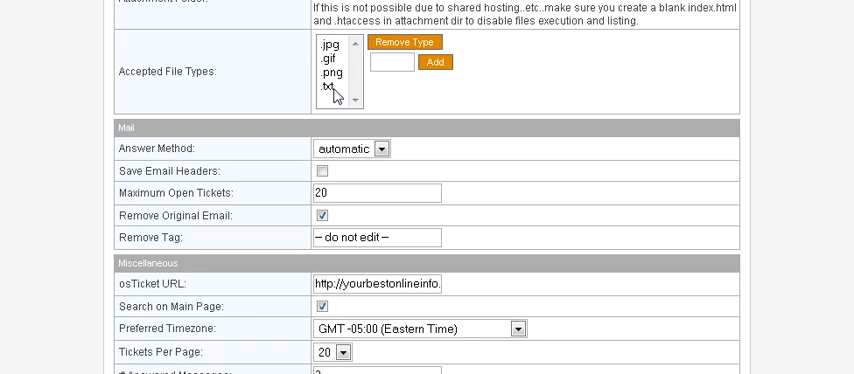 Attachment Folder:
If this is not possible due to shared hosting..etc..make sure you create a blank index.html
and .htaccess in attachment dir to disable files execution and listing.
Accepted File Types:
.jpg
.gif
.png
.txt
Remove Type
Add
Mail
Answer Method:
automatic
Save Email Headers:
Maximum Open Tickets:
20
Remove Original Email:
Remove Tag:
-- do not edit --
Miscellaneous
osTicket URL:
http://yourbestonlineinfo.
Search on Main Page:
Preferred Timezone:
GMT -05:00 (Eastern Time)
Tickets Per Page:
20
# Answered Messages: